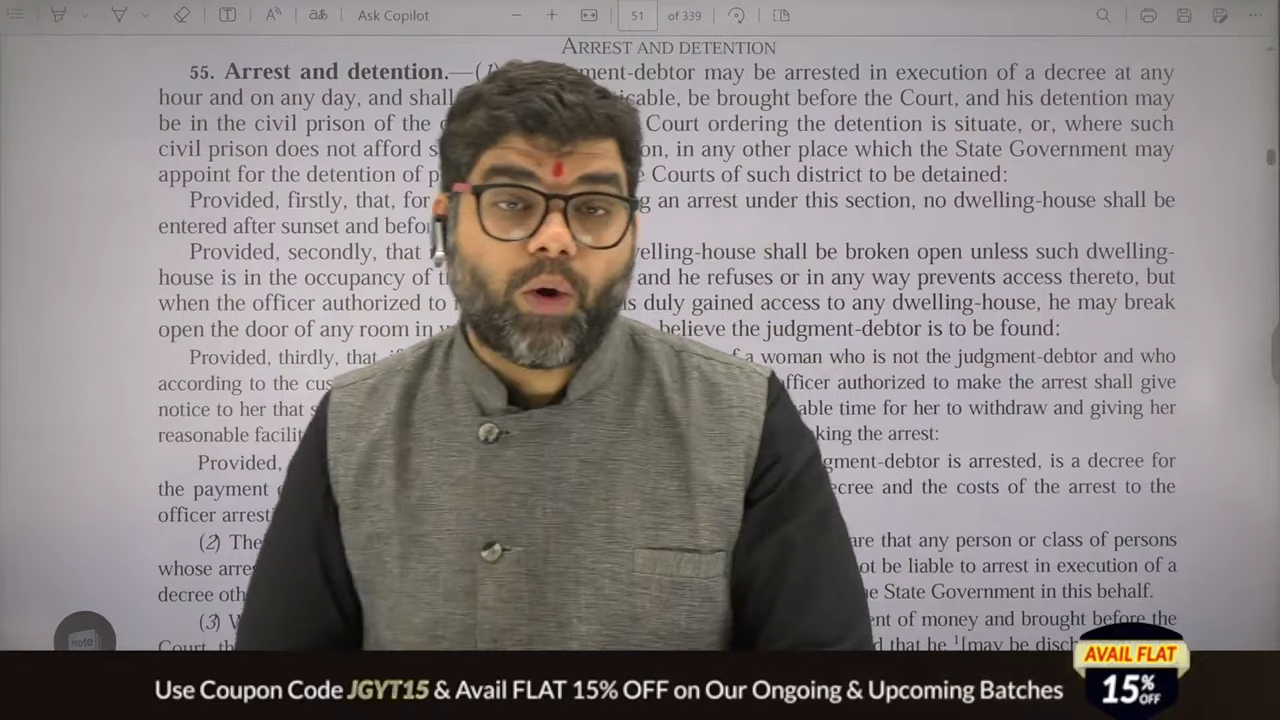 Ask Copilot
51 of 339
ARREST AND DETENTION
55. Arrest and detention.—(1) ment-debtor may be arrested in execution of a decree at any
hour and on any day, and shall icable, be brought before the Court, and his detention may
be in the civil prison of the Court ordering the detention is situate, or, where such
civil prison does not afford on, in any other place which the State Government may
appoint for the detention of Courts of such district to be detained:
Provided, firstly, that, for g an arrest under this section, no dwelling-house shall be
entered after sunset and
Provided, secondly, that welling-house shall be broken open unless such dwelling-
house is in the occupancy of and he refuses or in any way prevents access thereto, but
when the officer authorized to s duly gained access to any dwelling-house, he may break
open the door of any room in believe the judgment-debtor is to be found:
Provided, thirdly, that, a woman who is not the judgment-debtor and who
according to the officer authorized to make the arrest shall give
notice to her that able time for her to withdraw and giving her
reasonable king the arrest:
Provided, gment-debtor is arrested, is a decree for
the payment ecree and the costs of the arrest to the
officer
(2) The are that any person or class of persons
whose ot be liable to arrest in execution of a
decree e State Government in this behalf.
(3) ent of money and brought before the
Court, d that he 1[may be
Note
AVAIL FLAT
15% OFF
Use Coupon Code JGYT15 & Avail FLAT 15% OFF on Our Ongoing & Upcoming Batches